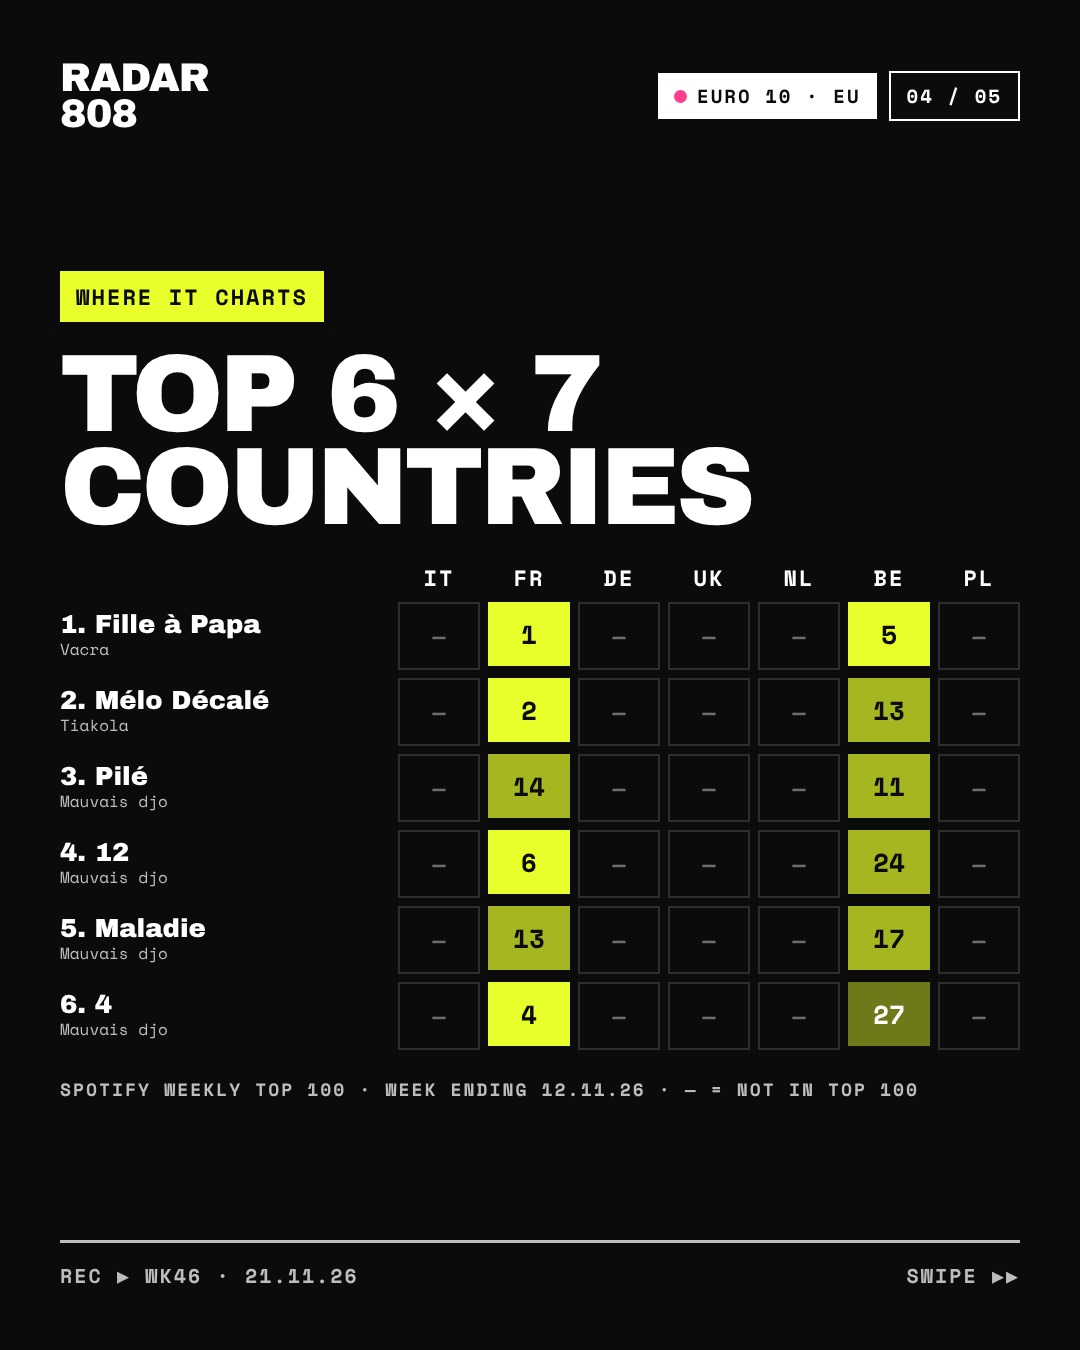 RADAR
808
EURO 10 · EU
04 / 05
WHERE IT CHARTS
TOP 6 × 7
COUNTRIES
IT FR DE UK NL BE PL
1. Fille à Papa — 1 — — — 5 —
Vacra
2. Mélo Décalé — 2 — — — 13 —
Tiakola
3. Pilé — 14 — — — 11 —
Mauvais djo
4. 12 — 6 — — — 24 —
Mauvais djo
5. Maladie — 13 — — — 17 —
Mauvais djo
6. 4 — 4 — — — 27 —
Mauvais djo
SPOTIFY WEEKLY TOP 100 · WEEK ENDING 12.11.26 · — = NOT IN TOP 100
REC ▶ WK46 · 21.11.26
SWIPE ▶▶